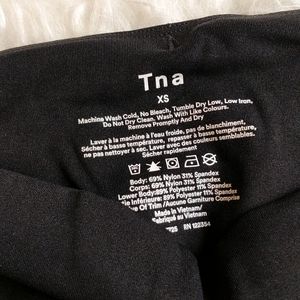 Tna
XS
Machine Wash Cold, No Bleach, Tumble Dry Low, Low Iron,
Do Not Dry Clean. Wash With Like Colours.
Remove Promptly And Dry
Laver à la machine à l'eau froide, pas de blanchiment,
Sécher à basse température, repasser à basse température,
ne pas nettoyer à sec. Laver avec des couleurs semblables.
Sécher rapidement
Body: 69% Nylon 31% Spandex
Corps: 69% Nylon 31% Spandex
Lower Body:89% Polyester 11% Spandex
Inférieure: 89% Polyester 11% Spandex
Of Trim /Aucune Garniture Comprise
Made in Vietnam/
Fabriqué au Vietnam
RN 122354